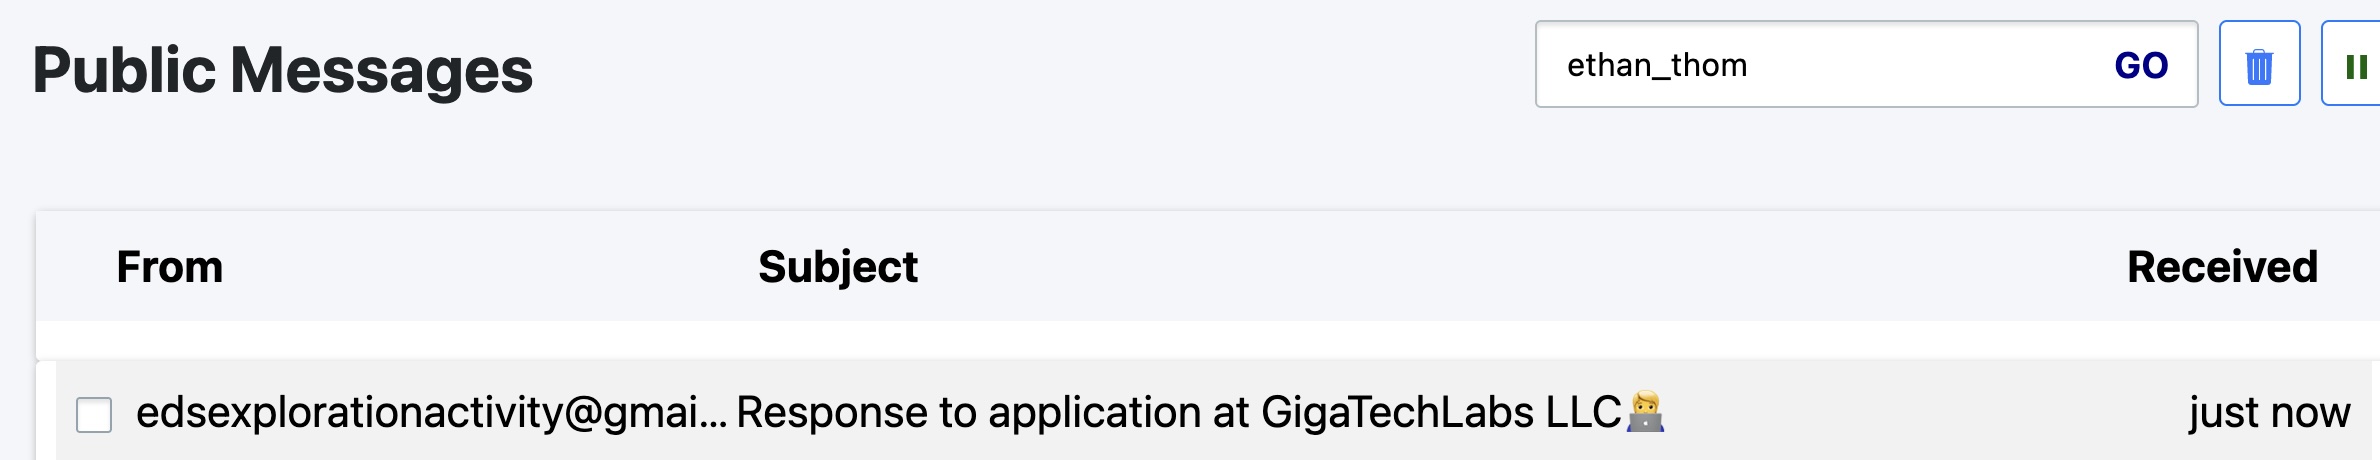 Public Messages
ethan_thom GO
From Subject Received
edsexplorationactivity@gmai... Response to application at GigaTechLabs LLC🧑‍💻 just now